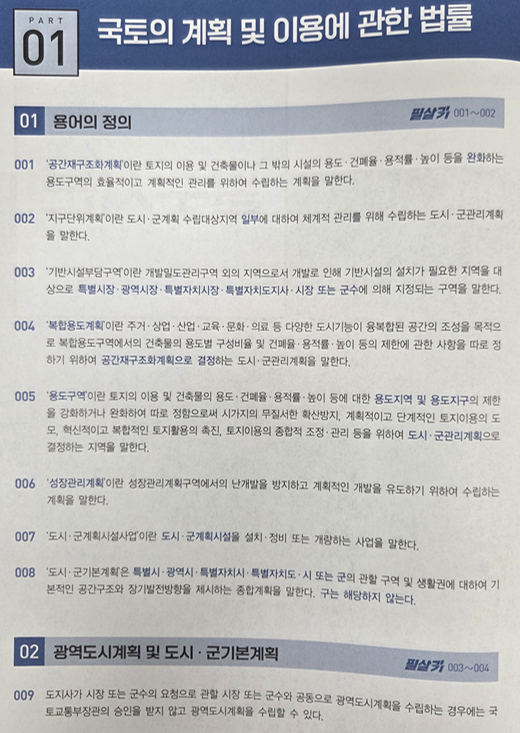 PART
01
국토의 계획 및 이용에 관한 법률
01 용어의 정의
필살키 001~002
001 '공간재구조화계획'이란 토지의 이용 및 건축물이나 그 밖의 시설의 용도·건폐율·용적률·높이 등을 완화하는
용도구역의 효율적이고 계획적인 관리를 위하여 수립하는 계획을 말한다.
002 '지구단위계획'이란 도시·군계획 수립대상지역 일부에 대하여 체계적 관리를 위해 수립하는 도시·군관리계획
을 말한다.
003 '기반시설부담구역'이란 개발밀도관리구역 외의 지역으로서 개발로 인해 기반시설의 설치가 필요한 지역을 대
상으로 특별시장·광역시장·특별자치시장·특별자치도지사·시장 또는 군수에 의해 지정되는 구역을 말한다.
004 '복합용도계획'이란 주거·상업·산업·교육·문화·의료 등 다양한 도시기능이 융복합된 공간의 조성을 목적으
로 복합용도구역에서의 건축물의 용도별 구성비율 및 건폐율·용적률·높이 등의 제한에 관한 사항을 따로 정
하기 위하여 공간재구조화계획으로 결정하는 도시·군관리계획을 말한다.
005 '용도구역'이란 토지의 이용 및 건축물의 용도·건폐율·용적률·높이 등에 대한 용도지역 및 용도지구의 제한
을 강화하거나 완화하여 따로 정함으로써 시가지의 무질서한 확산방지, 계획적이고 단계적인 토지이용의 도
모, 혁신적이고 복합적인 토지활용의 촉진, 토지이용의 종합적 조정·관리 등을 위하여 도시·군관리계획으로
결정하는 지역을 말한다.
006 '성장관리계획'이란 성장관리계획구역에서의 난개발을 방지하고 계획적인 개발을 유도하기 위하여 수립하는
계획을 말한다.
007 '도시·군계획시설사업'이란 도시·군계획시설을 설치·정비 또는 개량하는 사업을 말한다.
008 '도시·군기본계획'은 특별시·광역시·특별자치시·특별자치도·시 또는 군의 관할 구역 및 생활권에 대하여 기
본적인 공간구조와 장기발전방향을 제시하는 종합계획을 말한다. 구는 해당하지 않는다.
02 광역도시계획 및 도시·군기본계획
필살키 003~004
009 도지사가 시장 또는 군수의 요청으로 관할 시장 또는 군수와 공동으로 광역도시계획을 수립하는 경우에는 국
토교통부장관의 승인을 받지 않고 광역도시계획을 수립할 수 있다.